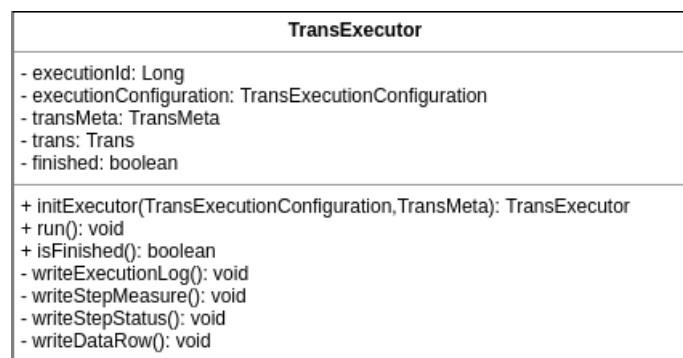 TransExecutor
- executionId: Long
- executionConfiguration: TransExecutionConfiguration
- transMeta: TransMeta
- trans: Trans
- finished: boolean
+ initExecutor(TransExecutionConfiguration,TransMeta): TransExecutor
+ run(): void
+ isFinished(): boolean
- writeExecutionLog(): void
- writeStepMeasure(): void
- writeStepStatus(): void
- writeDataRow(): void